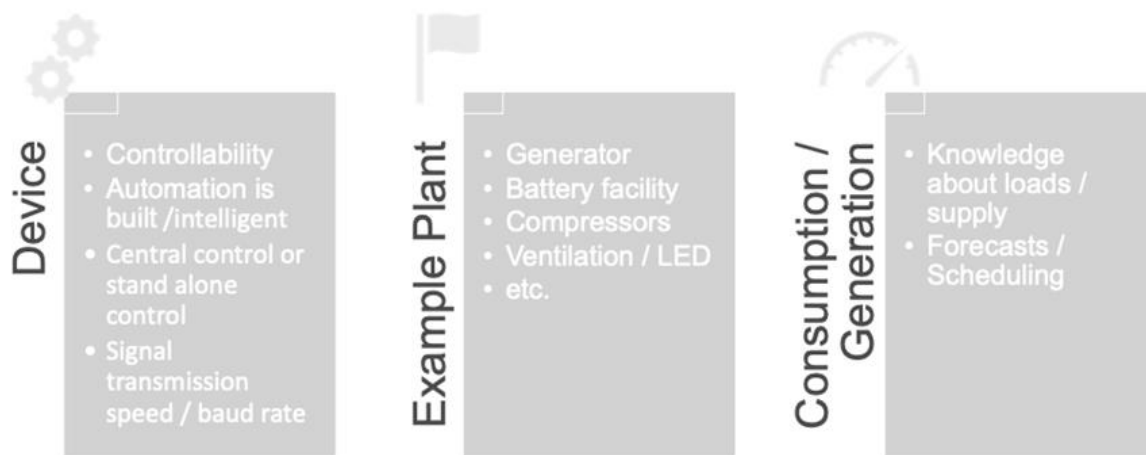 Device
• Controllability
• Automation is
built /intelligent
• Central control or
stand alone
control
• Signal
transmission
speed / baud rate
Example Plant
• Generator
• Battery facility
• Compressors
• Ventilation / LED
• etc.
Consumption /
Generation
• Knowledge
about loads /
supply
• Forecasts /
Scheduling